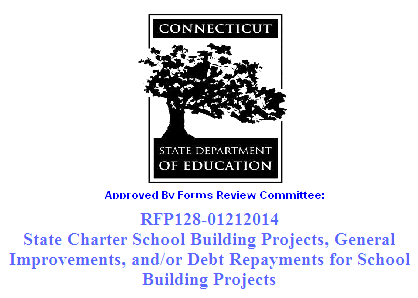 CONNECTICUT
STATE DEPARTMENT
OF EDUCATION
Approved By Forms Review Committee:
RFP128-01212014
State Charter School Building Projects, General
Improvements, and/or Debt Repayments for School
Building Projects